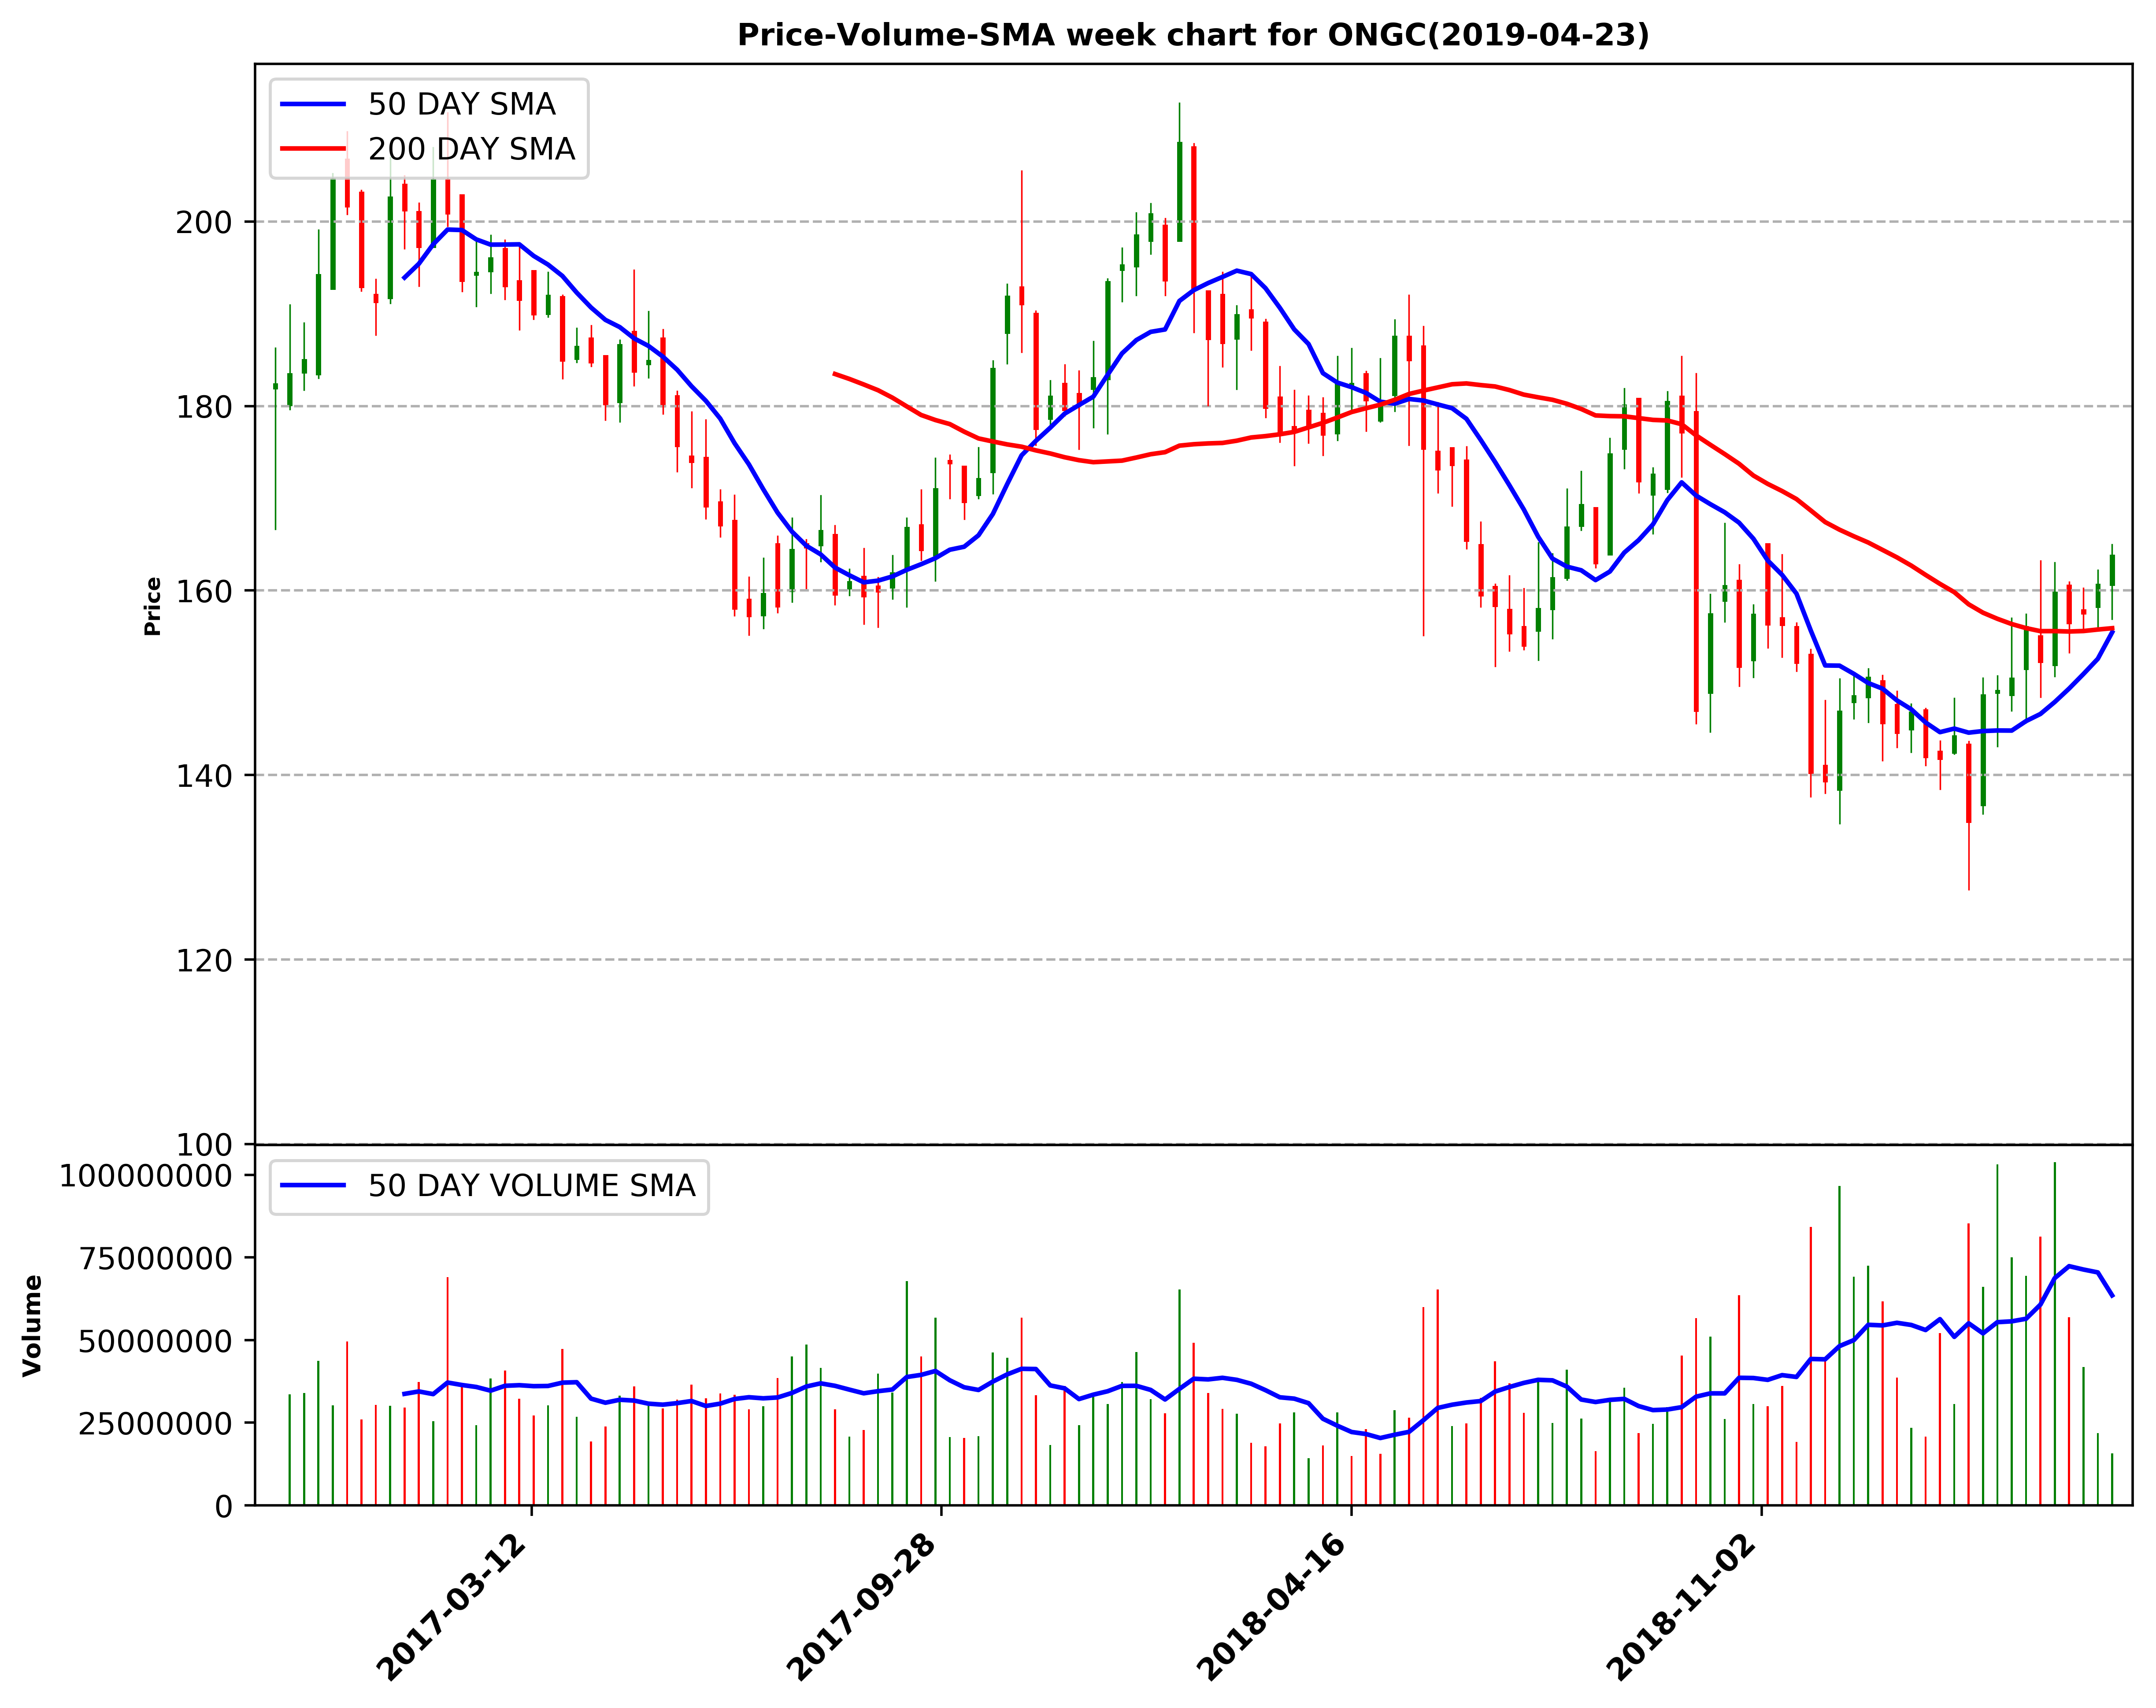 Price-Volume-SMA week chart for ONGC(2019-04-23)
50 DAY SMA
200 DAY SMA
200
180
160
140
120
100
Price
50 DAY VOLUME SMA
100000000
75000000
50000000
25000000
0
Volume
2017-03-12
2017-09-28
2018-04-16
2018-11-02